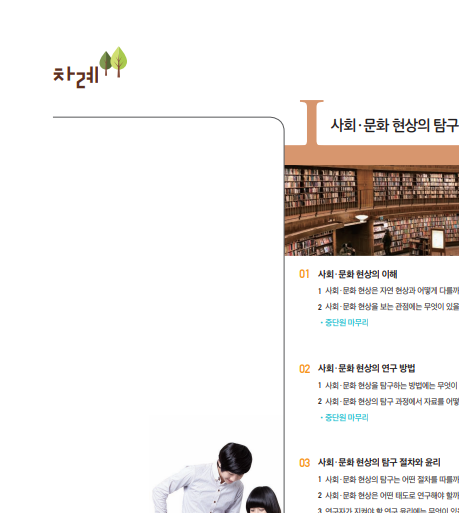 차례
I
사회·문화 현상의 탐구
01 사회·문화 현상의 이해
1 사회·문화 현상은 자연 현상과 어떻게 다를까
2 사회·문화 현상을 보는 관점에는 무엇이 있을
· 중단원 마무리
02 사회·문화 현상의 연구 방법
1 사회·문화 현상을 탐구하는 방법에는 무엇이
2 사회·문화 현상의 탐구 과정에서 자료를 어떻
· 중단원 마무리
03 사회·문화 현상의 탐구 절차와 윤리
1 사회·문화 현상의 탐구는 어떤 절차를 따를까
2 사회·문화 현상은 어떤 태도로 연구해야 할까
3 연구자가 지켜야 할 연구 윤리에는 무엇이 있을